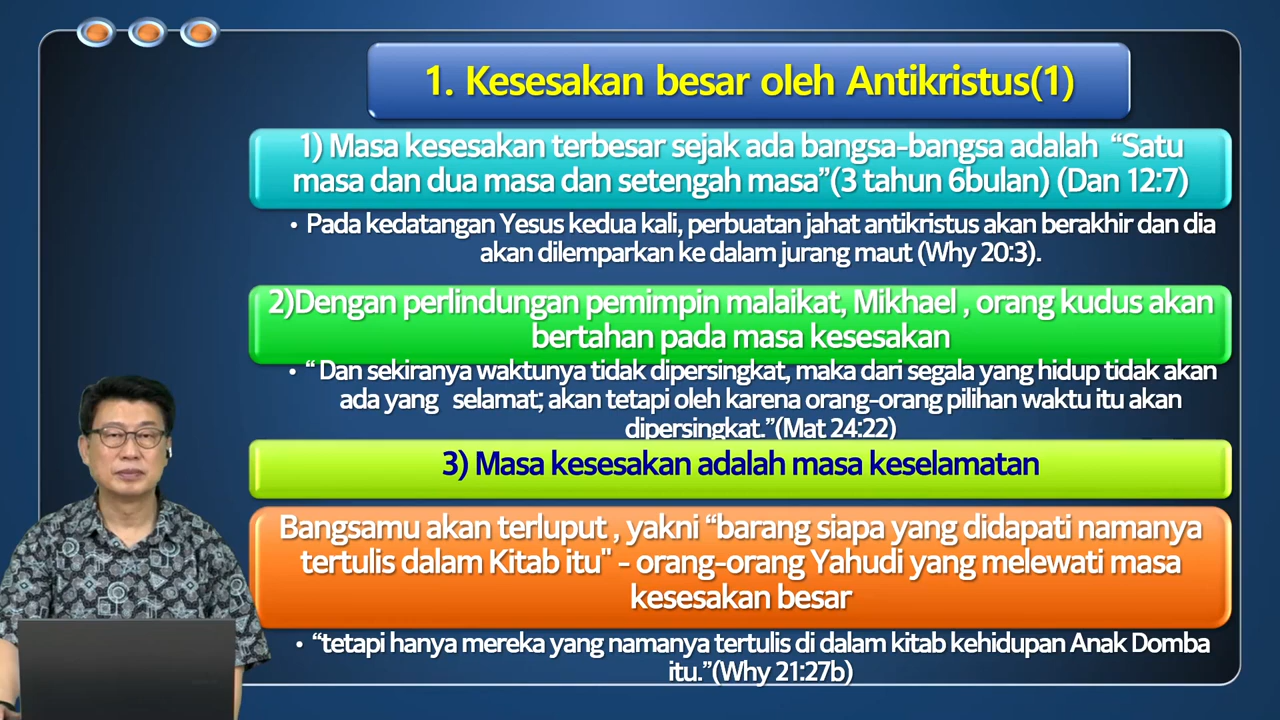 1. Kesesakan besar oleh Antikristus(1)
1) Masa kesesakan terbesar sejak ada bangsa-bangsa adalah “Satu
masa dan dua masa dan setengah masa”(3 tahun 6bulan) (Dan 12:7)
• Pada kedatangan Yesus kedua kali, perbuatan jahat antikristus akan berakhir dan dia
akan dilemparkan ke dalam jurang maut (Why 20:3).
2)Dengan perlindungan pemimpin malaikat, Mikhael , orang kudus akan
bertahan pada masa kesesakan
• “ Dan sekiranya waktunya tidak dipersingkat, maka dari segala yang hidup tidak akan
ada yang selamat; akan tetapi oleh karena orang-orang pilihan waktu itu akan
dipersingkat.”(Mat 24:22)
3) Masa kesesakan adalah masa keselamatan
Bangsamu akan terluput , yakni “barang siapa yang didapati namanya
tertulis dalam Kitab itu" - orang-orang Yahudi yang melewati masa
kesesakan besar
• “tetapi hanya mereka yang namanya tertulis di dalam kitab kehidupan Anak Domba
itu.”(Why 21:27b)